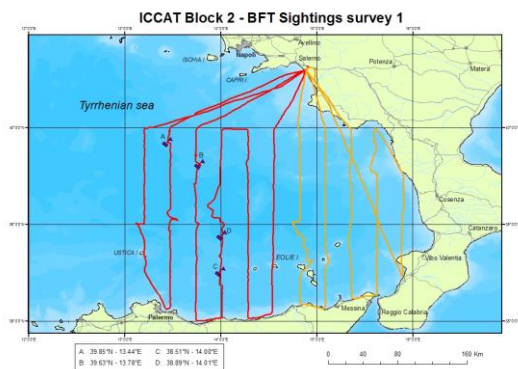 ICCAT Block 2 - BFT Sightings survey 1
Avellino
Napoli
Salerno
ISCHIA I.
Potenza
Matera
CAPRI I.
Tyrrhenian sea
A
B
Cosenza
D
Catanzaro
USTICA I.
EOLIE I.
Vibo Valentia
C
Messina
Palermo
Reggio Calabria
A: 39.85°N - 13.44°E C: 38.51°N - 14.00°E
B: 39.63°N - 13.78°E D: 38.89°N - 14.01°E
0 40 80 160 Km